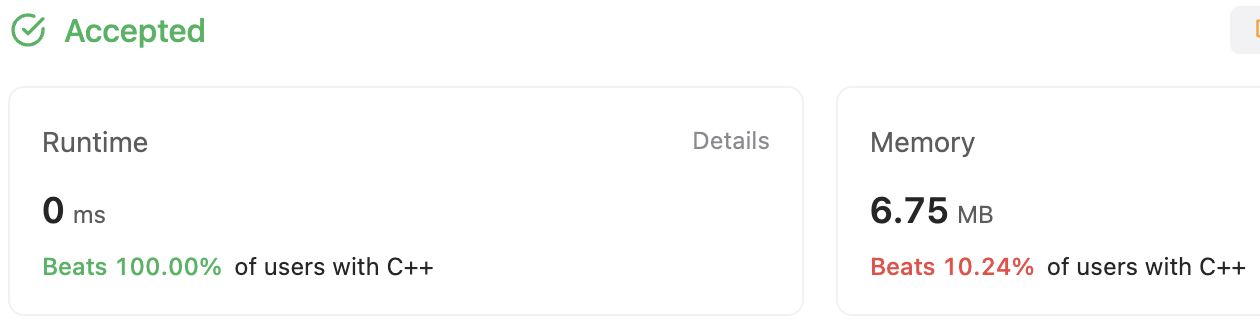 Accepted
Runtime
Details
0 ms
Beats 100.00% of users with C++
Memory
6.75 MB
Beats 10.24% of users with C++